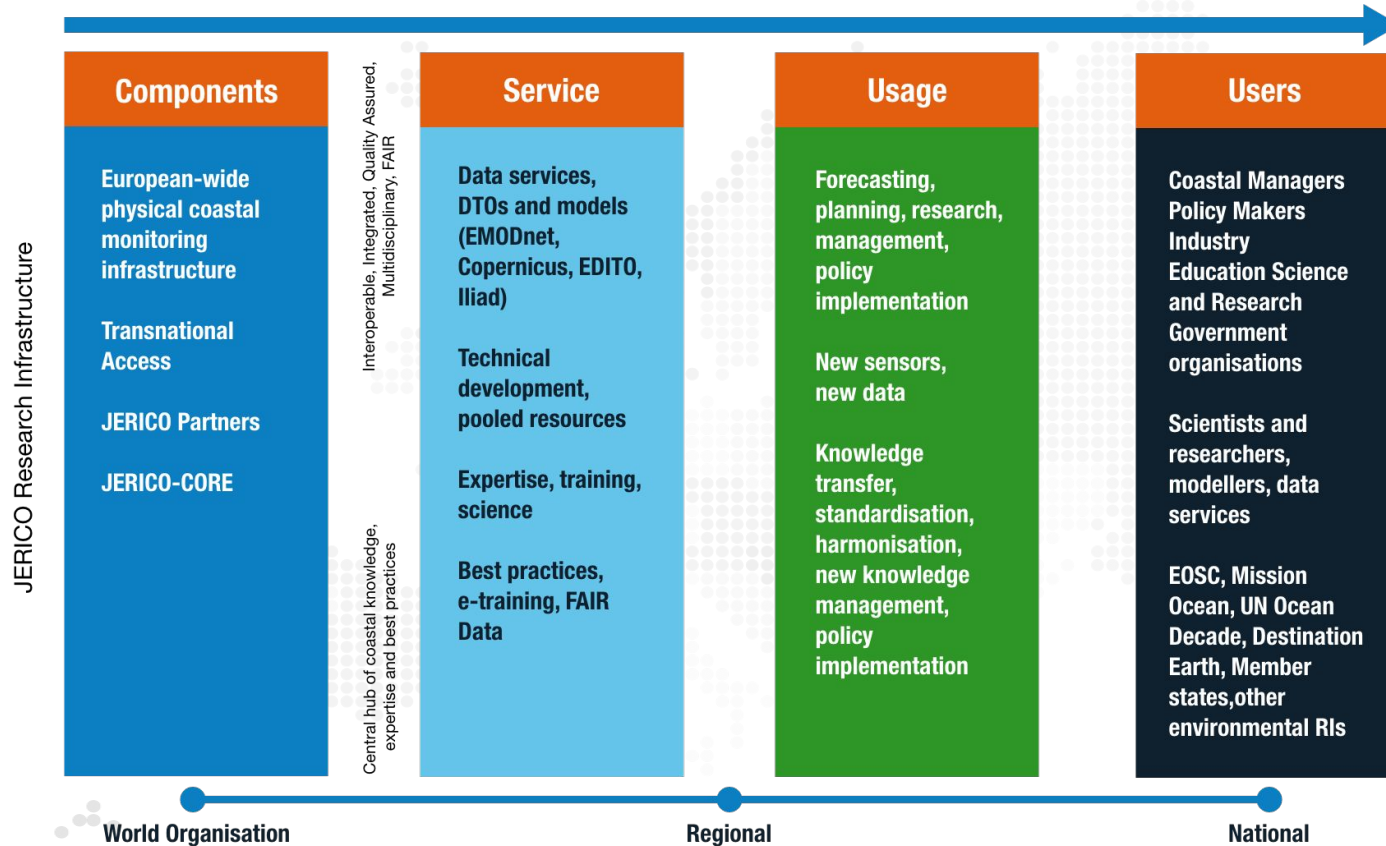 JERICO Research Infrastructure
Components
European-wide
physical coastal
monitoring
infrastructure
Transnational
Access
JERICO Partners
JERICO-CORE
Interoperable, Integrated, Quality Assured,
Multidisciplinary, FAIR
Central hub of coastal knowledge,
expertise and best practices
Service
Data services,
DTOs and models
(EMODnet,
Copernicus, EDITO,
Iliad)
Technical
development,
pooled resources
Expertise, training,
science
Best practices,
e-training, FAIR
Data
Usage
Forecasting,
planning, research,
management,
policy
implementation
New sensors,
new data
Knowledge
transfer,
standardisation,
harmonisation,
new knowledge
management,
policy
implementation
Users
Coastal Managers
Policy Makers
Industry
Education Science
and Research
Government
organisations
Scientists and
researchers,
modellers, data
services
EOSC, Mission
Ocean, UN Ocean
Decade, Destination
Earth, Member
states,other
environmental RIs
World Organisation
Regional
National